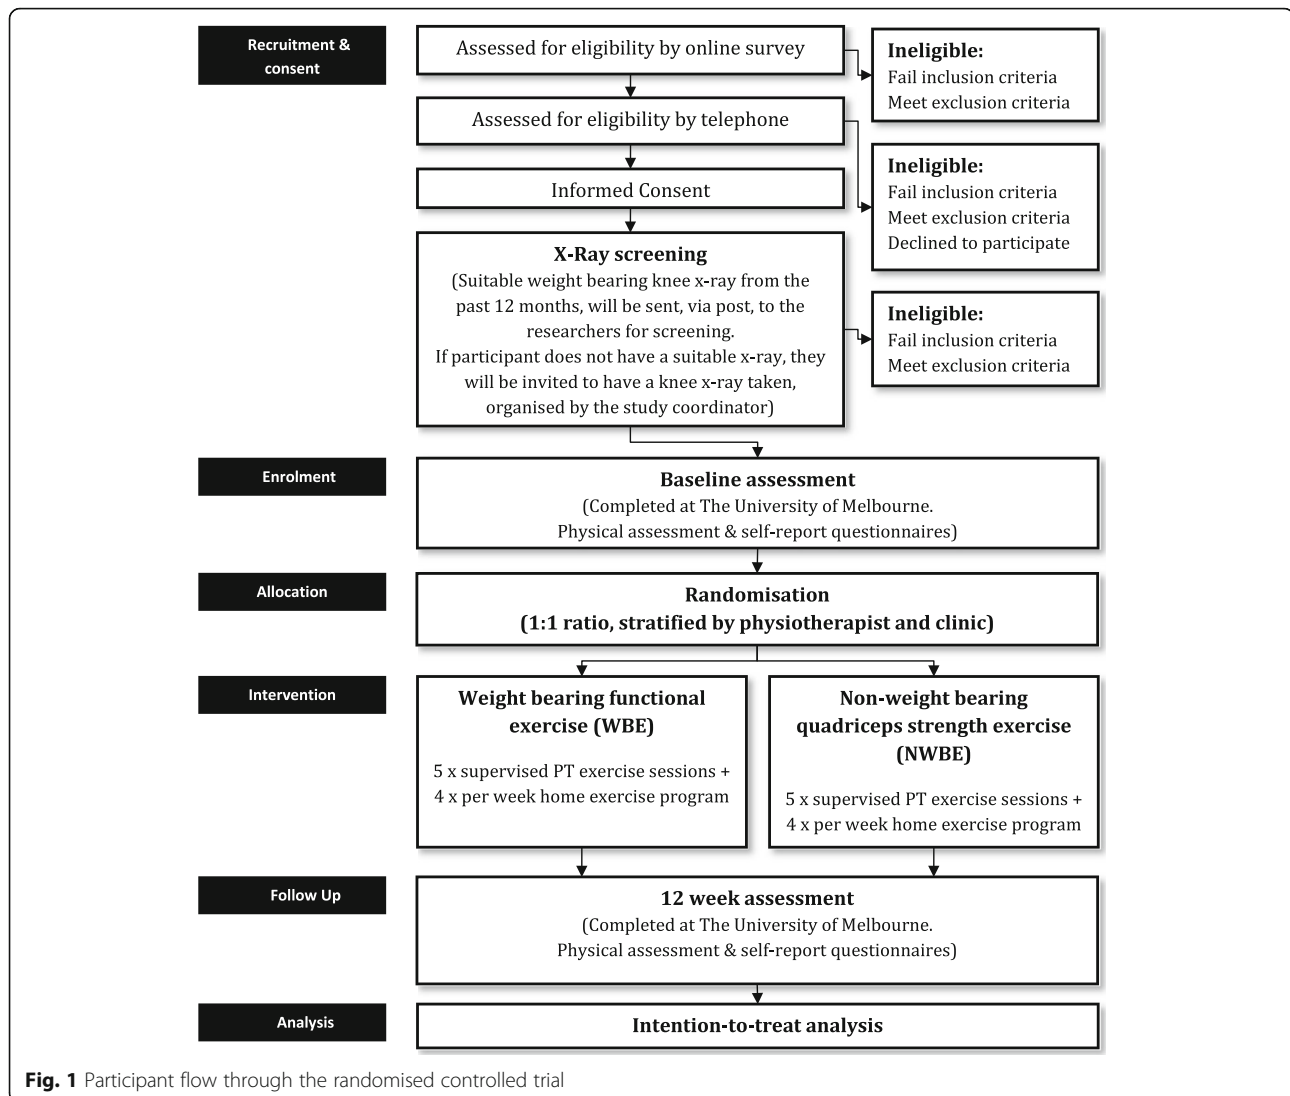 Recruitment &
consent
Assessed for eligibility by online survey
Ineligible:
Fail inclusion criteria
Meet exclusion criteria
Assessed for eligibility by telephone
Ineligible:
Fail inclusion criteria
Meet exclusion criteria
Declined to participate
Informed Consent
X-Ray screening
(Suitable weight bearing knee x-ray from the
past 12 months, will be sent, via post, to the
researchers for screening.
If participant does not have a suitable x-ray, they
will be invited to have a knee x-ray taken,
organised by the study coordinator)
Ineligible:
Fail inclusion criteria
Meet exclusion criteria
Enrolment
Baseline assessment
(Completed at The University of Melbourne.
Physical assessment & self-report questionnaires)
Allocation
Randomisation
(1:1 ratio, stratified by physiotherapist and clinic)
Intervention
Weight bearing functional
exercise (WBE)
5 x supervised PT exercise sessions +
4 x per week home exercise program
Non-weight bearing
quadriceps strength exercise
(NWBE)
5 x supervised PT exercise sessions +
4 x per week home exercise program
Follow Up
12 week assessment
(Completed at The University of Melbourne.
Physical assessment & self-report questionnaires)
Analysis
Intention-to-treat analysis
Fig. 1 Participant flow through the randomised controlled trial